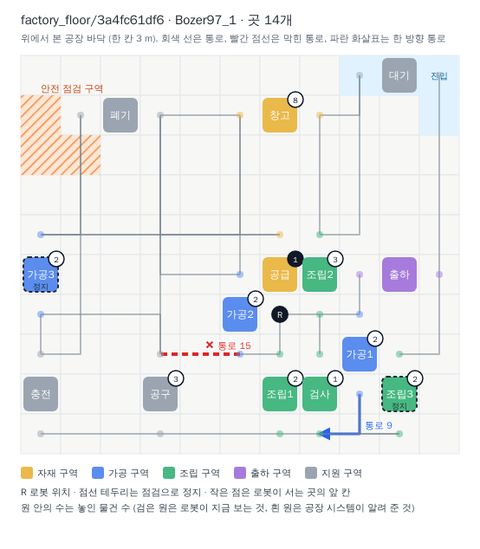 factory_floor/3a4fc61df6 · Bozer97_1 · 곳 14개
위에서 본 공장 바닥 (한 칸 3 m). 회색 선은 통로, 빨간 점선은 막힌 통로, 파란 화살표는 한 방향 통로
대기
전림
안전 점검 구역
8
폐기
창고
2
1
3
가공3
정지
공급
조립2
출하
2
가공2
R
2
통로 15
가공1
3
2
1
2
충전
공구
조립1
검사
조립3
정지
통로 9
자재 구역
가공 구역
조립 구역
출하 구역
지원 구역
R 로봇 위치 · 점선 테두리는 점검으로 정지 · 작은 점은 로봇이 서는 곳의 앞 칸
원 안의 수는 놓인 물건 수 (검은 원은 로봇이 지금 보는 것, 흰 원은 공장 시스템이 알려 준 것)